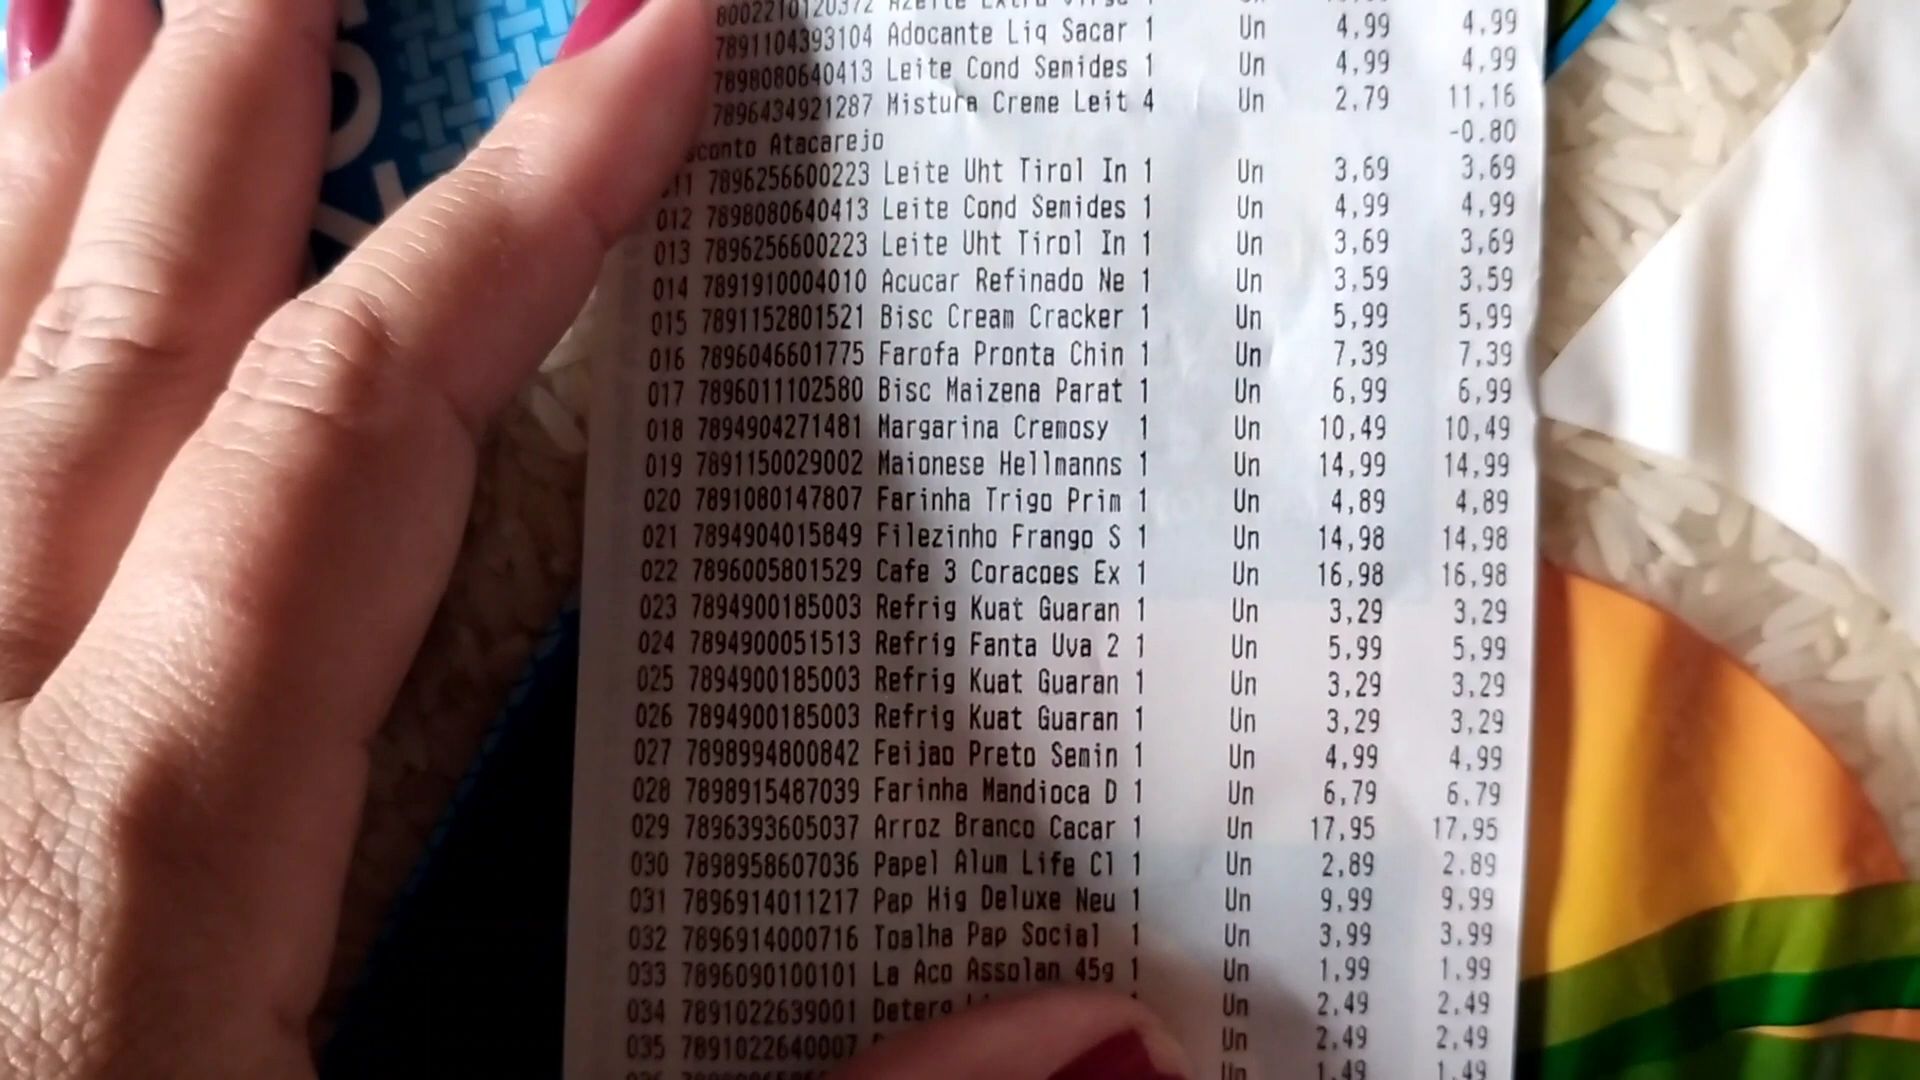 8002210120372 Azeite Extra Virge 1 Un
7891104393104 Adocante Liq Sacar 1 Un 4,99 4,99
7898080640413 Leite Cond Semides 1 Un 4,99 4,99
7896434921287 Mistura Creme Leit 4 Un 2,79 11,16
sconto Atacarejo -0.80
011 7896256600223 Leite Uht Tirol In 1 Un 3,69 3,69
012 7898080640413 Leite Cond Semides 1 Un 4,99 4,99
013 7896256600223 Leite Uht Tirol In 1 Un 3,69 3,69
014 7891910004010 Acucar Refinado Ne 1 Un 3,59 3,59
015 7891152801521 Bisc Cream Cracker 1 Un 5,99 5,99
016 7896046601775 Farofa Pronta Chin 1 Un 7,39 7,39
017 7896011102580 Bisc Maizena Parat 1 Un 6,99 6,99
018 7894904271481 Margarina Cremosy 1 Un 10,49 10,49
019 7891150029002 Maionese Hellmanns 1 Un 14,99 14,99
020 7891080147807 Farinha Trigo Prim 1 Un 4,89 4,89
021 7894904015849 Filezinho Frango S 1 Un 14,98 14,98
022 7896005801529 Cafe 3 Coracoes Ex 1 Un 16,98 16,98
023 7894900185003 Refrig Kuat Guaran 1 Un 3,29 3,29
024 7894900051513 Refrig Fanta Uva 2 1 Un 5,99 5,99
025 7894900185003 Refrig Kuat Guaran 1 Un 3,29 3,29
026 7894900185003 Refrig Kuat Guaran 1 Un 3,29 3,29
027 7898994800842 Feijao Preto Semin 1 Un 4,99 4,99
028 7898915487039 Farinha Mandioca D 1 Un 6,79 6,79
029 7896393605037 Arroz Branco Cacar 1 Un 17,95 17,95
030 7898958607036 Papel Alum Life Cl 1 Un 2,89 2,89
031 7896914011217 Pap Hig Deluxe Neu 1 Un 9,99 9,99
032 7896914000716 Toalha Pap Social 1 Un 3,99 3,99
033 7896090100101 La Aco Assolan 45g 1 Un 1,99 1,99
034 7891022639001 Deterg 1 Un 2,49 2,49
035 7891022640007 Un 2,49 2,49
Un 1,49 1,49